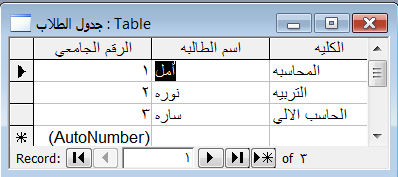 جدول الطلاب : Table
الرقم الجامعي اسم الطالبه الكليه
١ أمل المحاسبه
٢ نوره التربيه
٣ ساره الحاسب الالي
(AutoNumber)
Record: ١ of ٣